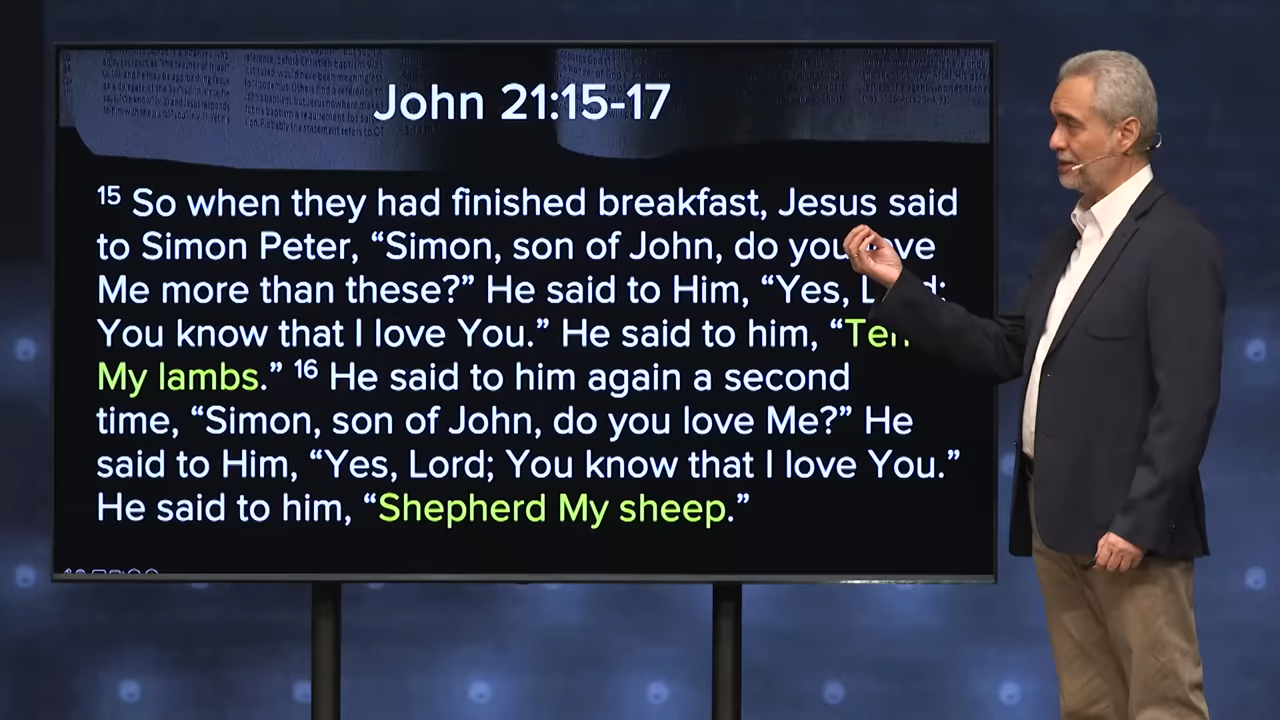 John 21:15-17
15 So when they had finished breakfast, Jesus said
to Simon Peter, “Simon, son of John, do you
Me more than these?” He said to Him, “Yes,
You know that I love You.” He said to him, “
My lambs.” 16 He said to him again a second
time, “Simon, son of John, do you love Me?” He
said to Him, “Yes, Lord; You know that I love You.”
He said to him, “Shepherd My sheep.”